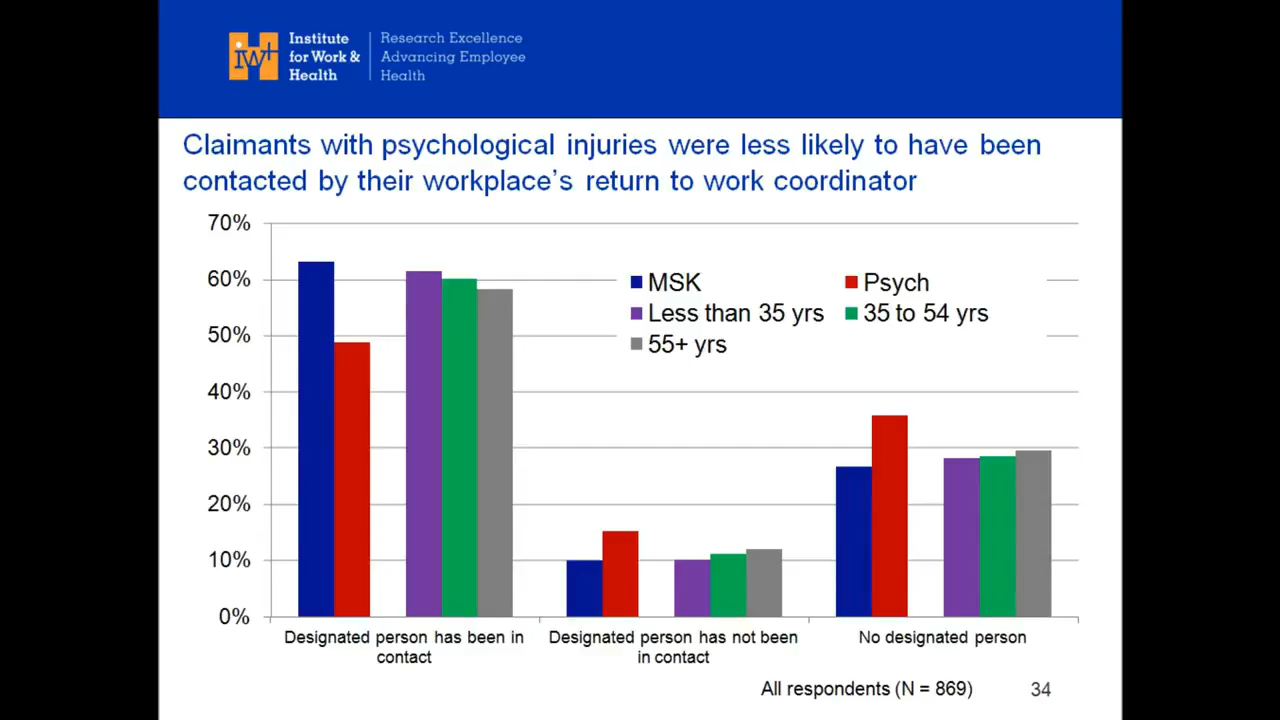 iw+
Institute
for Work &
Health
Research Excellence
Advancing Employee
Health
Claimants with psychological injuries were less likely to have been
contacted by their workplace’s return to work coordinator
70%
60%
50%
40%
30%
20%
10%
0%
MSK
Psych
Less than 35 yrs
35 to 54 yrs
55+ yrs
Designated person has been in
contact
Designated person has not been
in contact
No designated person
All respondents (N = 869)
34